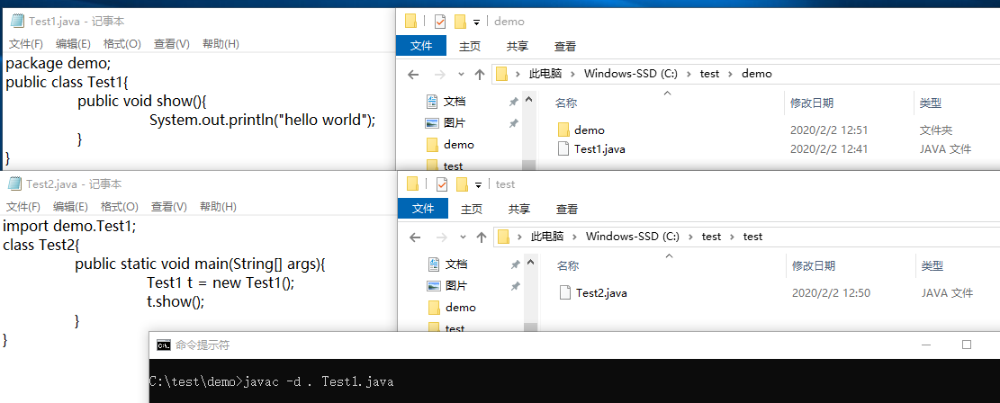 Test1.java - 记事本
文件(F) 编辑(E) 格式(O) 查看(V) 帮助(H)
package demo;
public class Test1{
public void show(){
System.out.println("hello world");
}
}
demo
文件 主页 共享 查看
此电脑 Windows-SSD (C:) test demo
文档
图片
demo
test
名称 修改日期 类型
demo 2020/2/2 12:51 文件夹
Test1.java 2020/2/2 12:41 JAVA 文件
Test2.java - 记事本
文件(F) 编辑(E) 格式(O) 查看(V) 帮助(H)
import demo.Test1;
class Test2{
public static void main(String[] args){
Test1 t = new Test1();
t.show();
}
}
test
文件 主页 共享 查看
此电脑 Windows-SSD (C:) test test
文档
图片
demo
test
名称 修改日期 类型
Test2.java 2020/2/2 12:50 JAVA 文件
命令提示符
C:\test\demo>javac -d . Test1.java